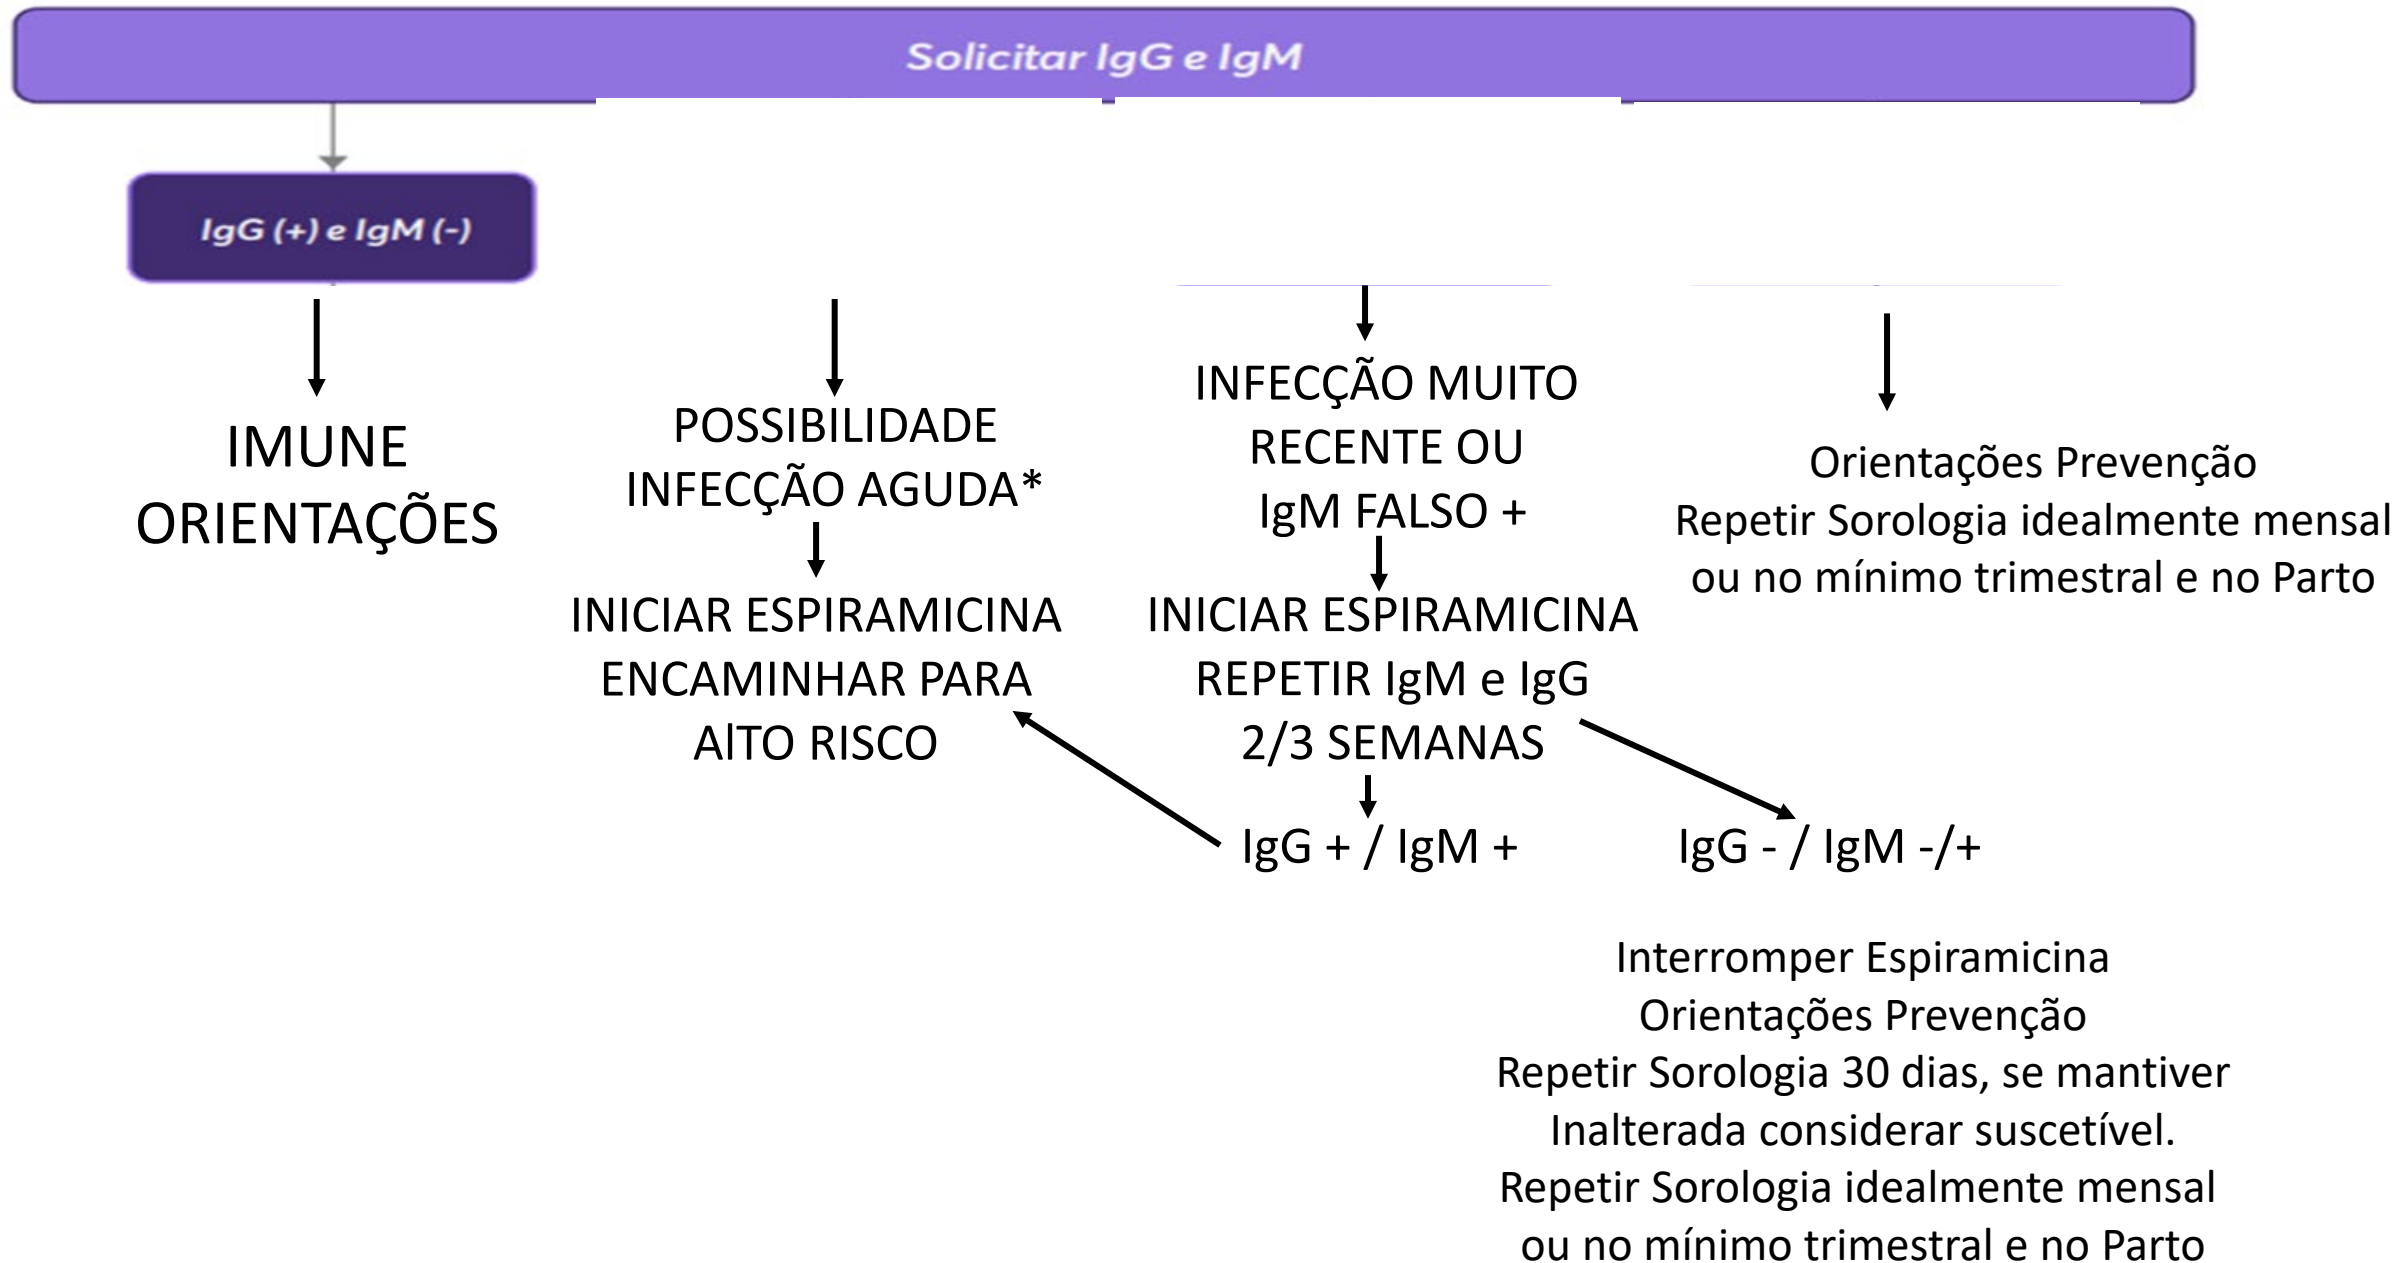 Solicitar IgG e IgM
IgG (+) e IgM (-)
IMUNE
ORIENTAÇÕES
POSSIBILIDADE
INFECÇÃO AGUDA*
INICIAR ESPIRAMICINA
ENCAMINHAR PARA
AlTO RISCO
INFECÇÃO MUITO
RECENTE OU
IgM FALSO +
INICIAR ESPIRAMICINA
REPETIR IgM e IgG
2/3 SEMANAS
IgG + / IgM +
Orientações Prevenção
Repetir Sorologia idealmente mensal
ou no mínimo trimestral e no Parto
IgG - / IgM -/+
Interromper Espiramicina
Orientações Prevenção
Repetir Sorologia 30 dias, se mantiver
Inalterada considerar suscetível.
Repetir Sorologia idealmente mensal
ou no mínimo trimestral e no Parto